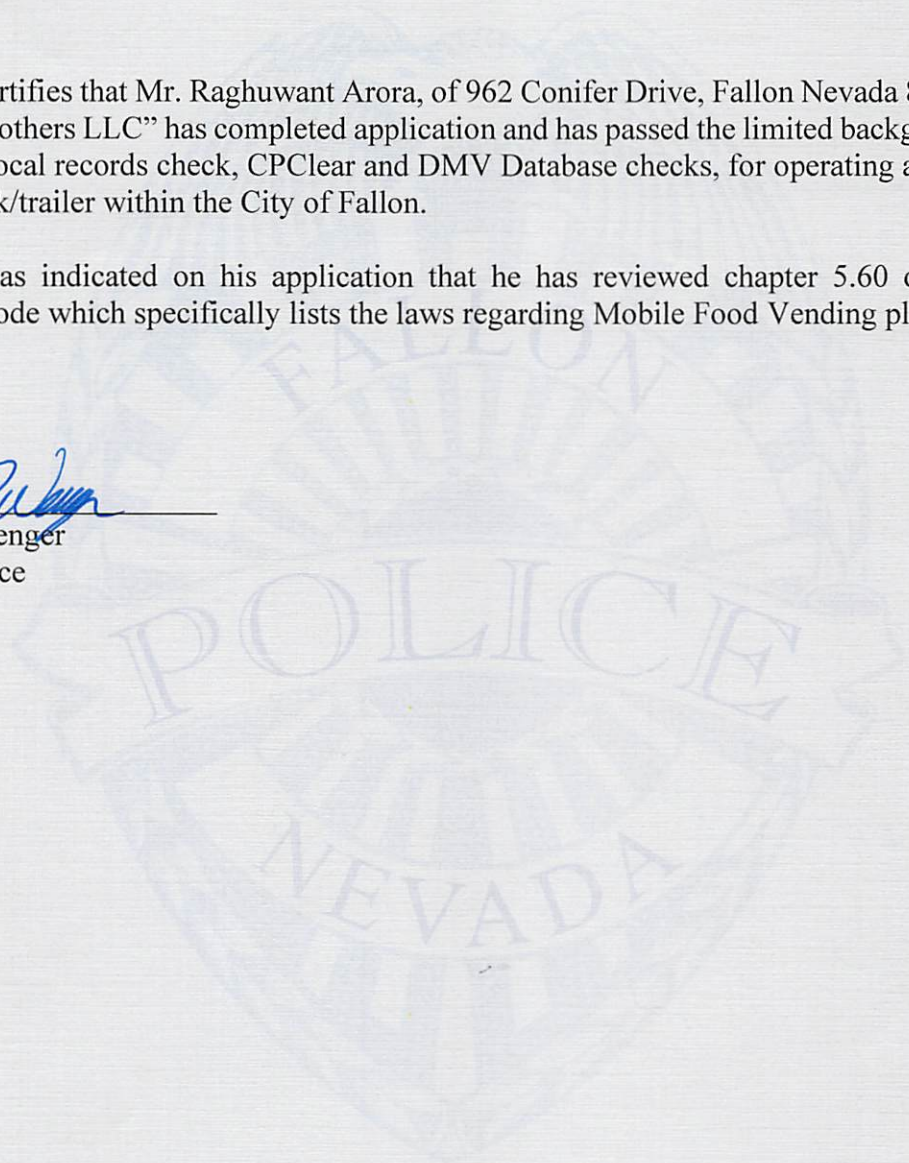 rtifies that Mr. Raghuwant Arora, of 962 Conifer Drive, Fallon Nevada
others LLC” has completed application and has passed the limited backg
ocal records check, CPClear and DMV Database checks, for operating a
k/trailer within the City of Fallon.
as indicated on his application that he has reviewed chapter 5.60
ode which specifically lists the laws regarding Mobile Food Vending pl
enger
ce
FALLON
POLICE
NEVADA